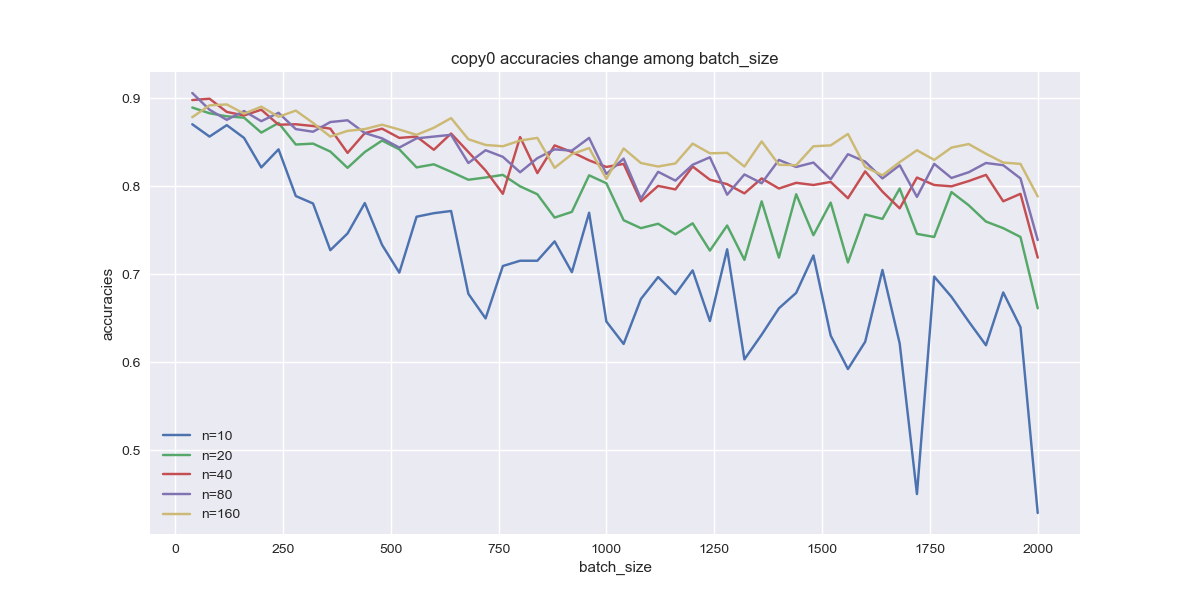 copy0 accuracies change among batch_size
accuracies
0.9
0.8
0.7
0.6
0.5
n=10
n=20
n=40
n=80
n=160
0 250 500 750 1000 1250 1500 1750 2000
batch_size